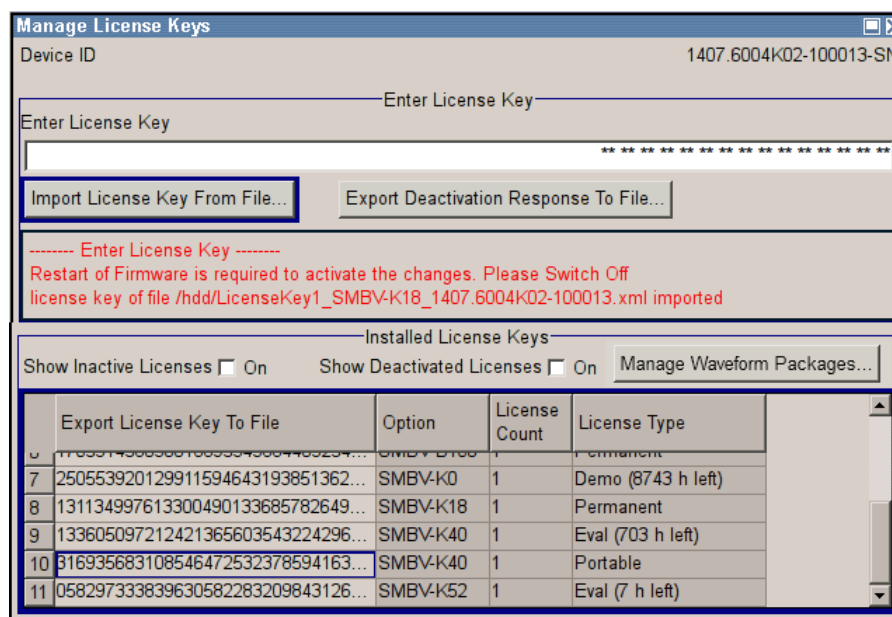 Manage License Keys
Device ID 1407.6004K02-100013-SM
Enter License Key
Enter License Key
** ** ** ** ** ** ** ** ** ** ** ** ** ** **
Import License Key From File... Export Deactivation Response To File...
-------- Enter License Key --------
Restart of Firmware is required to activate the changes. Please Switch Off
license key of file /hdd/LicenseKey1_SMBV-K18_1407.6004K02-100013.xml imported
Installed License Keys
Show Inactive Licenses On Show Deactivated Licenses On Manage Waveform Packages...
Export License Key To File Option License Count License Type
7 250553920129911594643193851362... SMBV-K0 1 Demo (8743 h left)
8 131134997613300490133685782649... SMBV-K18 1 Permanent
9 133605097212421365603543224296... SMBV-K40 1 Eval (703 h left)
10 316935683108546472532378594163... SMBV-K40 1 Portable
11 058297333839630582283209843126... SMBV-K52 1 Eval (7 h left)